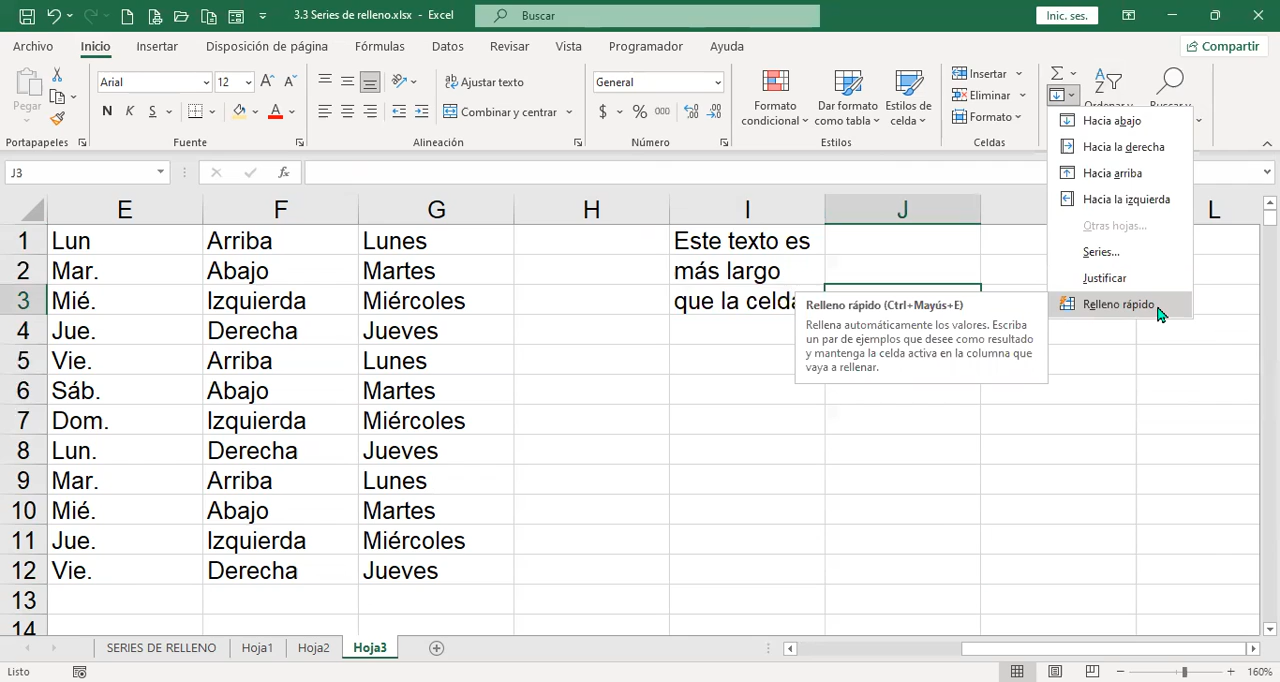 3.3 Series de relleno.xlsx - Excel
Buscar
Inic. ses.
Archivo Inicio Insertar Disposición de página Fórmulas Datos Revisar Vista Programador Ayuda Compartir
Pegar
Portapapeles
Arial 12
N K S
Fuente
Ajustar texto
Combinar y centrar
Alineación
General
$ % 000
Número
Formato condicional
Dar formato como tabla
Estilos de celda
Estilos
Insertar
Eliminar
Formato
Celdas
Hacia abajo
Hacia la derecha
Hacia arriba
Hacia la izquierda
Otras hojas...
Series...
Justificar
Relleno rápido
J3 fx
E F G H I J L
1 Lun Arriba Lunes Este texto es
2 Mar. Abajo Martes más largo
3 Mié. Izquierda Miércoles que la celda
4 Jue. Derecha Jueves
5 Vie. Arriba Lunes
6 Sáb. Abajo Martes
7 Dom. Izquierda Miércoles
8 Lun. Derecha Jueves
9 Mar. Arriba Lunes
10 Mié. Abajo Martes
11 Jue. Izquierda Miércoles
12 Vie. Derecha Jueves
13
14
Relleno rápido (Ctrl+Mayús+E)
Rellena automáticamente los valores. Escriba
un par de ejemplos que desee como resultado
y mantenga la celda activa en la columna que
vaya a rellenar.
SERIES DE RELLENO Hoja1 Hoja2 Hoja3
Listo
160%